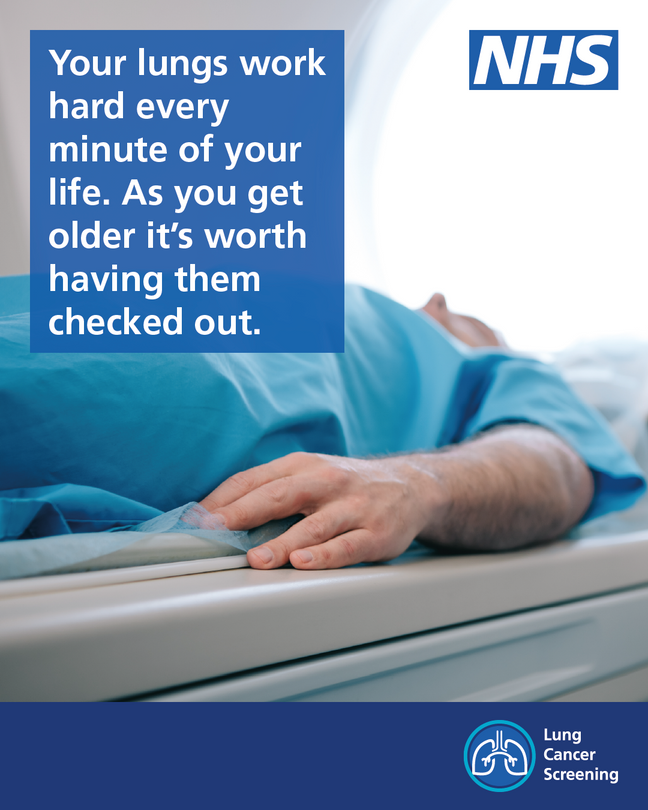 Your lungs work
hard every
minute of your
life. As you get
older it’s worth
having them
checked out.
NHS
Lung
Cancer
Screening